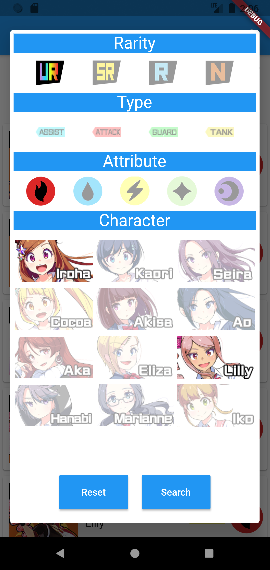 DEBUG
Rarity
UR SR R N
Type
ASSIST ATTACK GUARD TANK
Attribute
Character
Iroha Kaori Seira
Cocoa Akisa Ao
Aka Eliza Lilly
Hanabi Marianne Iko
Reset Search
Lilly